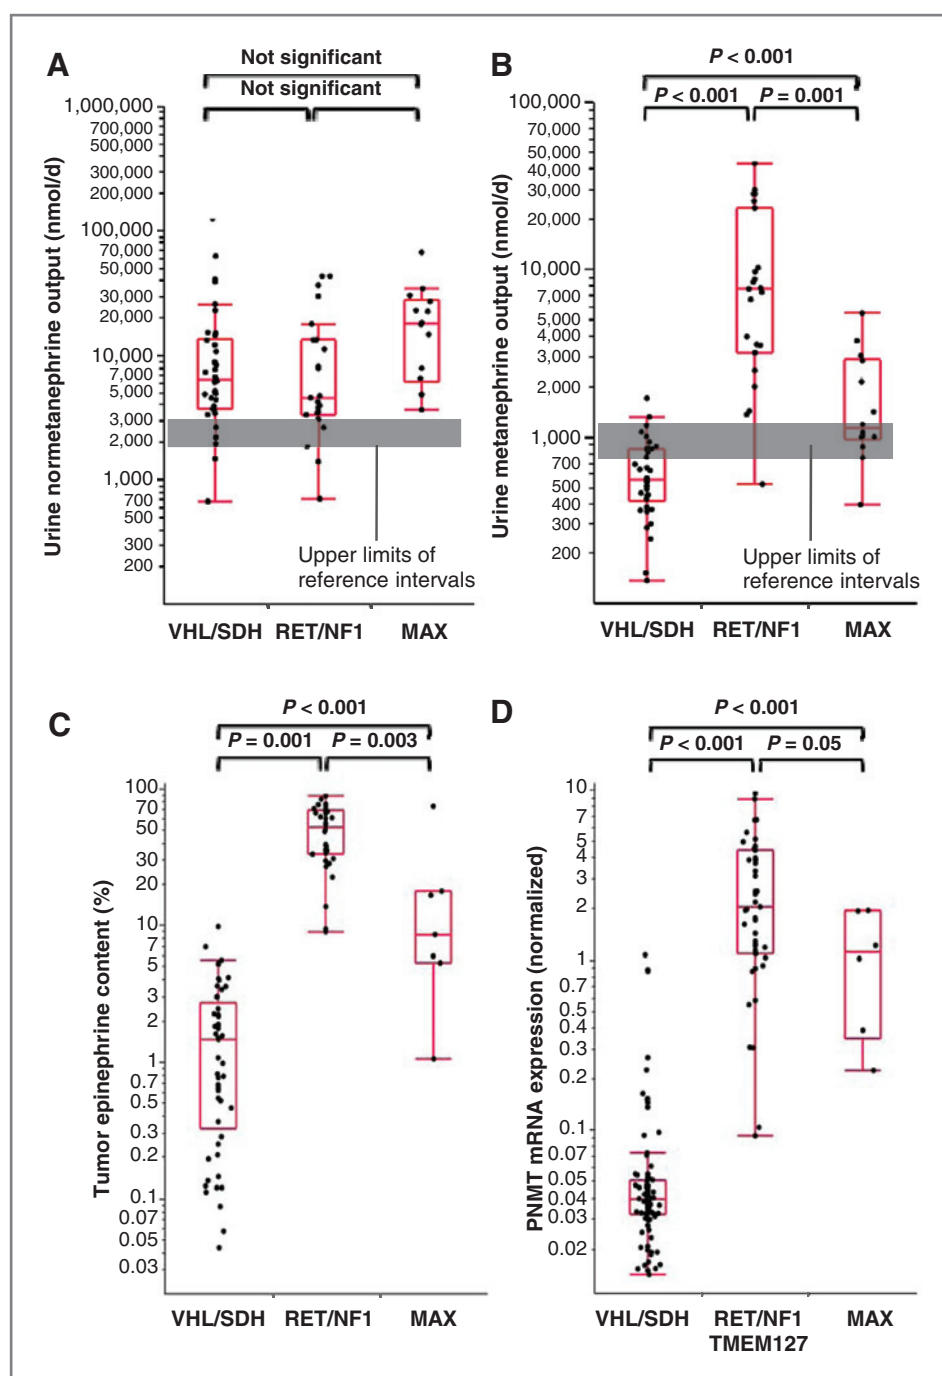 A
Not significant
Not significant
Urine normetanephrine output (nmol/d)
1,000,000
700,000
500,000
300,000
200,000
100,000
70,000
50,000
30,000
20,000
10,000
7,000
5,000
3,000
2,000
1,000
700
500
300
200
Upper limits of
reference intervals
VHL/SDH RET/NF1 MAX
B
P < 0.001
P < 0.001 P = 0.001
Urine metanephrine output (nmol/d)
100,000
70,000
50,000
40,000
30,000
20,000
10,000
7,000
5,000
4,000
3,000
2,000
1,000
700
500
400
300
200
Upper limits of
reference intervals
VHL/SDH RET/NF1 MAX
C
P < 0.001
P = 0.001 P = 0.003
Tumor epinephrine content (%)
100
70
50
30
20
10
7
5
3
2
1
0.7
0.5
0.3
0.2
0.1
0.07
0.05
0.03
VHL/SDH RET/NF1 MAX
D
P < 0.001
P < 0.001 P = 0.05
PNMT mRNA expression (normalized)
10
5
4
3
2
1
0.7
0.5
0.4
0.3
0.2
0.1
0.07
0.05
0.04
0.03
0.02
VHL/SDH RET/NF1 MAX
TMEM127